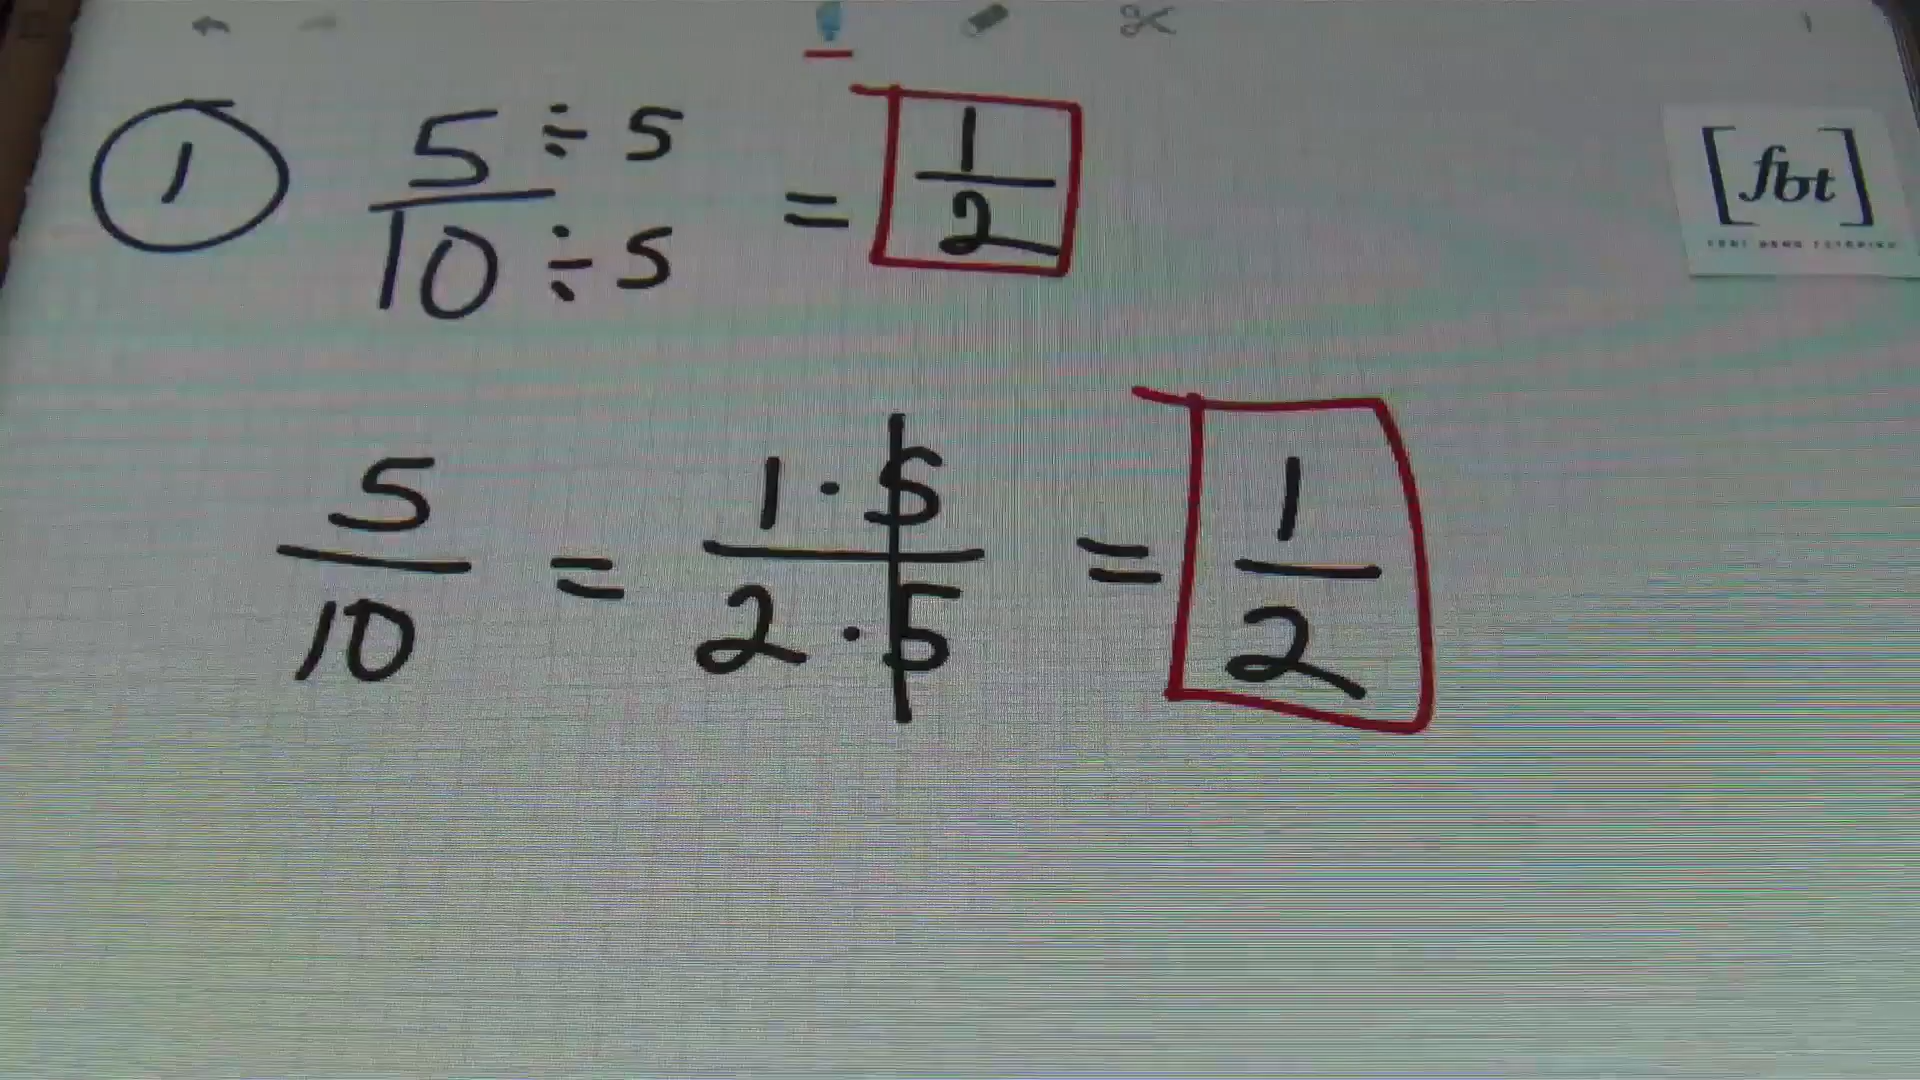 ① 5 ÷ 5 / 10 ÷ 5 = 1/2
[fbt]
5/10 = 1 · 5 / 2 · 5 = 1/2